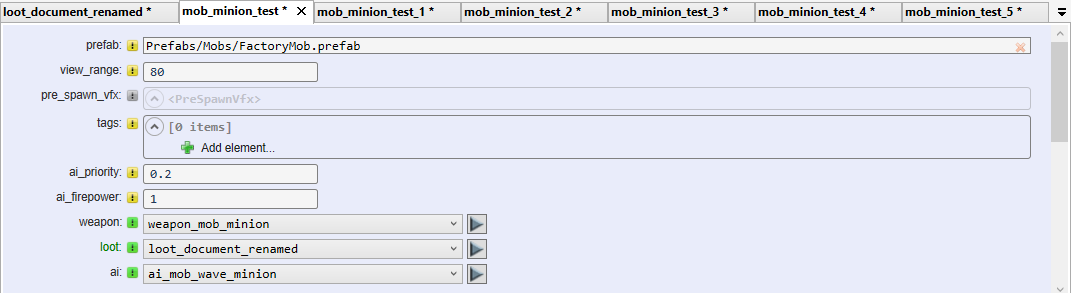 loot_document_renamed * mob_minion_test * mob_minion_test_1 * mob_minion_test_2 * mob_minion_test_3 * mob_minion_test_4 * mob_minion_test_5 *
prefab: Prefabs/Mobs/FactoryMob.prefab
view_range: 80
pre_spawn_vfx: <PreSpawnVfx>
tags: [0 items]
Add element...
ai_priority: 0.2
ai_firepower: 1
weapon: weapon_mob_minion
loot: loot_document_renamed
ai: ai_mob_wave_minion